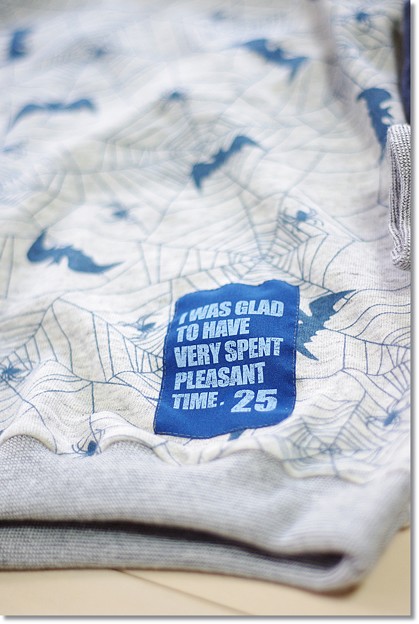 I WAS GLAD
TO HAVE
VERY SPENT
PLEASANT
TIME. 25